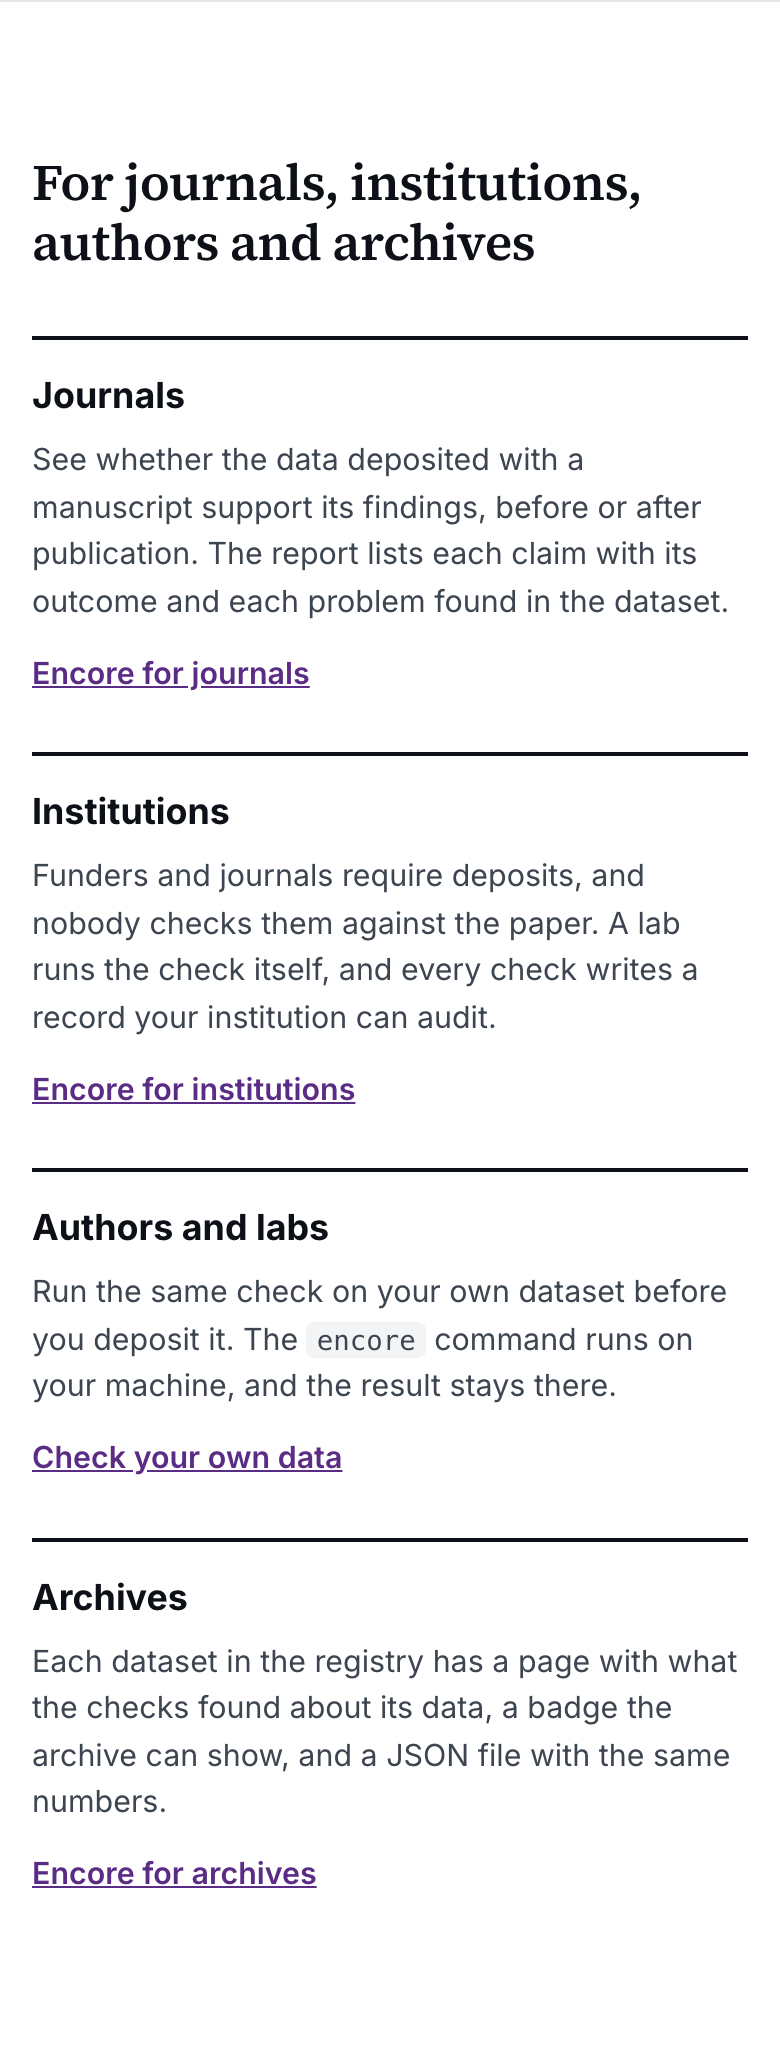 For journals, institutions,
authors and archives
Journals
See whether the data deposited with a
manuscript support its findings, before or after
publication. The report lists each claim with its
outcome and each problem found in the dataset.
Encore for journals
Institutions
Funders and journals require deposits, and
nobody checks them against the paper. A lab
runs the check itself, and every check writes a
record your institution can audit.
Encore for institutions
Authors and labs
Run the same check on your own dataset before
you deposit it. The encore command runs on
your machine, and the result stays there.
Check your own data
Archives
Each dataset in the registry has a page with what
the checks found about its data, a badge the
archive can show, and a JSON file with the same
numbers.
Encore for archives